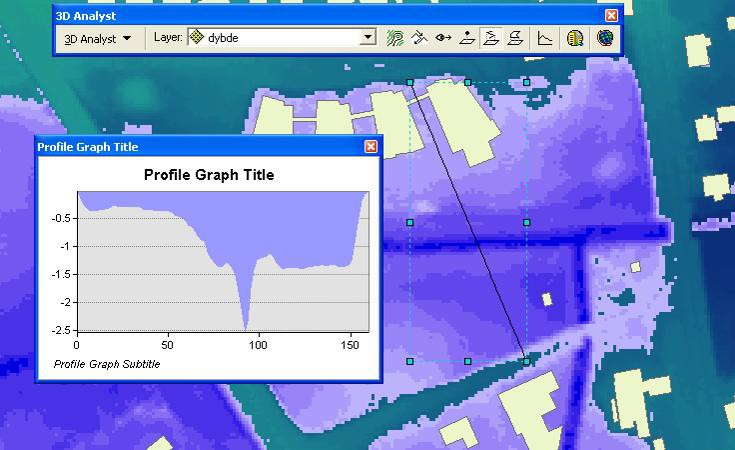 3D Analyst
3D Analyst Layer: dybde
Profile Graph Title
Profile Graph Title
-0.5
-1
-1.5
-2
-2.5
0 50 100 150
Profile Graph Subtitle